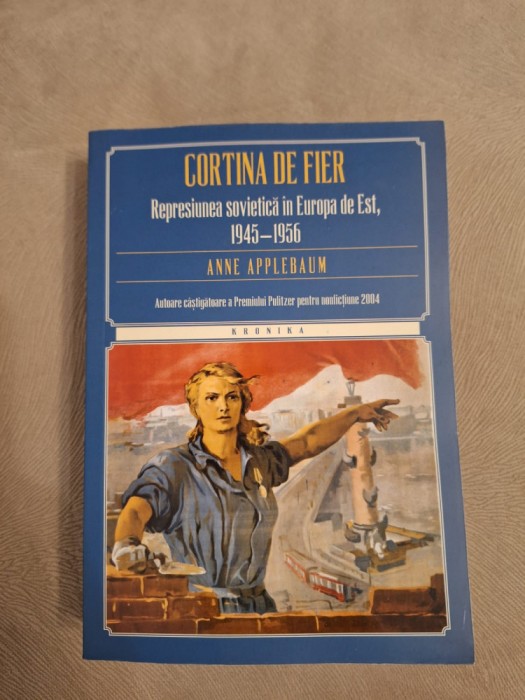 CORTINA DE FIER
Represiunea sovietică în Europa de Est,
1945–1956
ANNE APPLEBAUM
Autoare câștigătoare a Premiului Pulitzer pentru nonficțiune 2004
KRONIKA